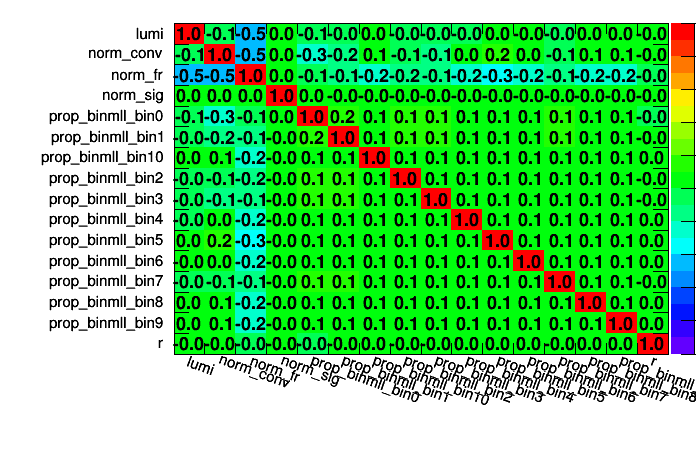 lumi 1.0 -0.1 -0.5 0.0 -0.1 -0.0 0.0 -0.0 -0.0 -0.0 0.0 -0.0 -0.0 0.0 0.0 -0.0
norm_conv -0.1 1.0 -0.5 0.0 -0.3 -0.2 0.1 -0.1 -0.1 0.0 0.2 0.0 -0.1 0.1 0.1 -0.0
norm_fr -0.5 -0.5 1.0 0.0 -0.1 -0.1 -0.2 -0.2 -0.1 -0.2 -0.3 -0.2 -0.1 -0.2 -0.2 -0.0
norm_sig 0.0 0.0 0.0 1.0 -0.0 -0.0 -0.0 -0.0 -0.0 -0.0 -0.0 -0.0 -0.0 -0.0 -0.0 -0.0
prop_binmll_bin0 -0.1 -0.3 -0.1 -0.0 1.0 0.2 0.1 0.1 0.1 0.1 0.1 0.1 0.1 0.1 0.1 -0.0
prop_binmll_bin1 -0.0 -0.2 -0.1 -0.0 0.2 1.0 0.1 0.1 0.1 0.1 0.1 0.1 0.1 0.1 0.1 -0.0
prop_binmll_bin10 0.0 0.1 -0.2 -0.0 0.1 0.1 1.0 0.1 0.1 0.1 0.1 0.1 0.1 0.1 0.1 0.0
prop_binmll_bin2 -0.0 -0.1 -0.2 -0.0 0.1 0.1 0.1 1.0 0.1 0.1 0.1 0.1 0.1 0.1 0.1 -0.0
prop_binmll_bin3 -0.0 -0.1 -0.1 -0.0 0.1 0.1 0.1 0.1 1.0 0.1 0.1 0.1 0.1 0.1 0.1 -0.0
prop_binmll_bin4 -0.0 0.0 -0.2 -0.0 0.1 0.1 0.1 0.1 0.1 1.0 0.1 0.1 0.1 0.1 0.1 0.0
prop_binmll_bin5 0.0 0.2 -0.3 -0.0 0.1 0.1 0.1 0.1 0.1 0.1 1.0 0.1 0.1 0.1 0.1 0.0
prop_binmll_bin6 -0.0 0.0 -0.2 -0.0 0.1 0.1 0.1 0.1 0.1 0.1 0.1 1.0 0.1 0.1 0.1 0.0
prop_binmll_bin7 -0.0 -0.1 -0.1 -0.0 0.1 0.1 0.1 0.1 0.1 0.1 0.1 0.1 1.0 0.1 0.1 -0.0
prop_binmll_bin8 0.0 0.1 -0.2 -0.0 0.1 0.1 0.1 0.1 0.1 0.1 0.1 0.1 0.1 1.0 0.1 0.0
prop_binmll_bin9 0.0 0.1 -0.2 -0.0 0.1 0.1 0.1 0.1 0.1 0.1 0.1 0.1 0.1 0.1 1.0 0.0
r -0.0 -0.0 -0.0 -0.0 -0.0 -0.0 0.0 -0.0 -0.0 0.0 0.0 0.0 -0.0 0.0 0.0 1.0
lumi
norm_conv
norm_fr
norm_sig
prop_binmll_bin0
prop_binmll_bin1
prop_binmll_bin10
prop_binmll_bin2
prop_binmll_bin3
prop_binmll_bin4
prop_binmll_bin5
prop_binmll_bin6
prop_binmll_bin7
prop_binmll_bin8
r